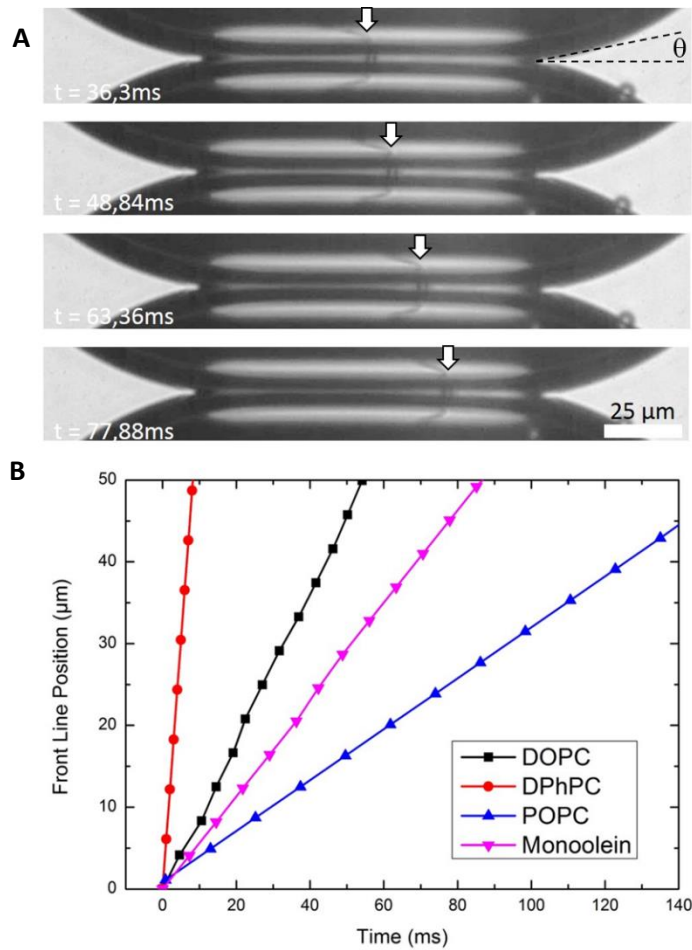 A
θ
t = 36,3ms
t = 48,84ms
t = 63,36ms
25 µm
t = 77,88ms
B
50
40
30
20
10
0
Front Line Position (µm)
DOPC
DPhPC
POPC
Monoolein
0 20 40 60 80 100 120 140
Time (ms)